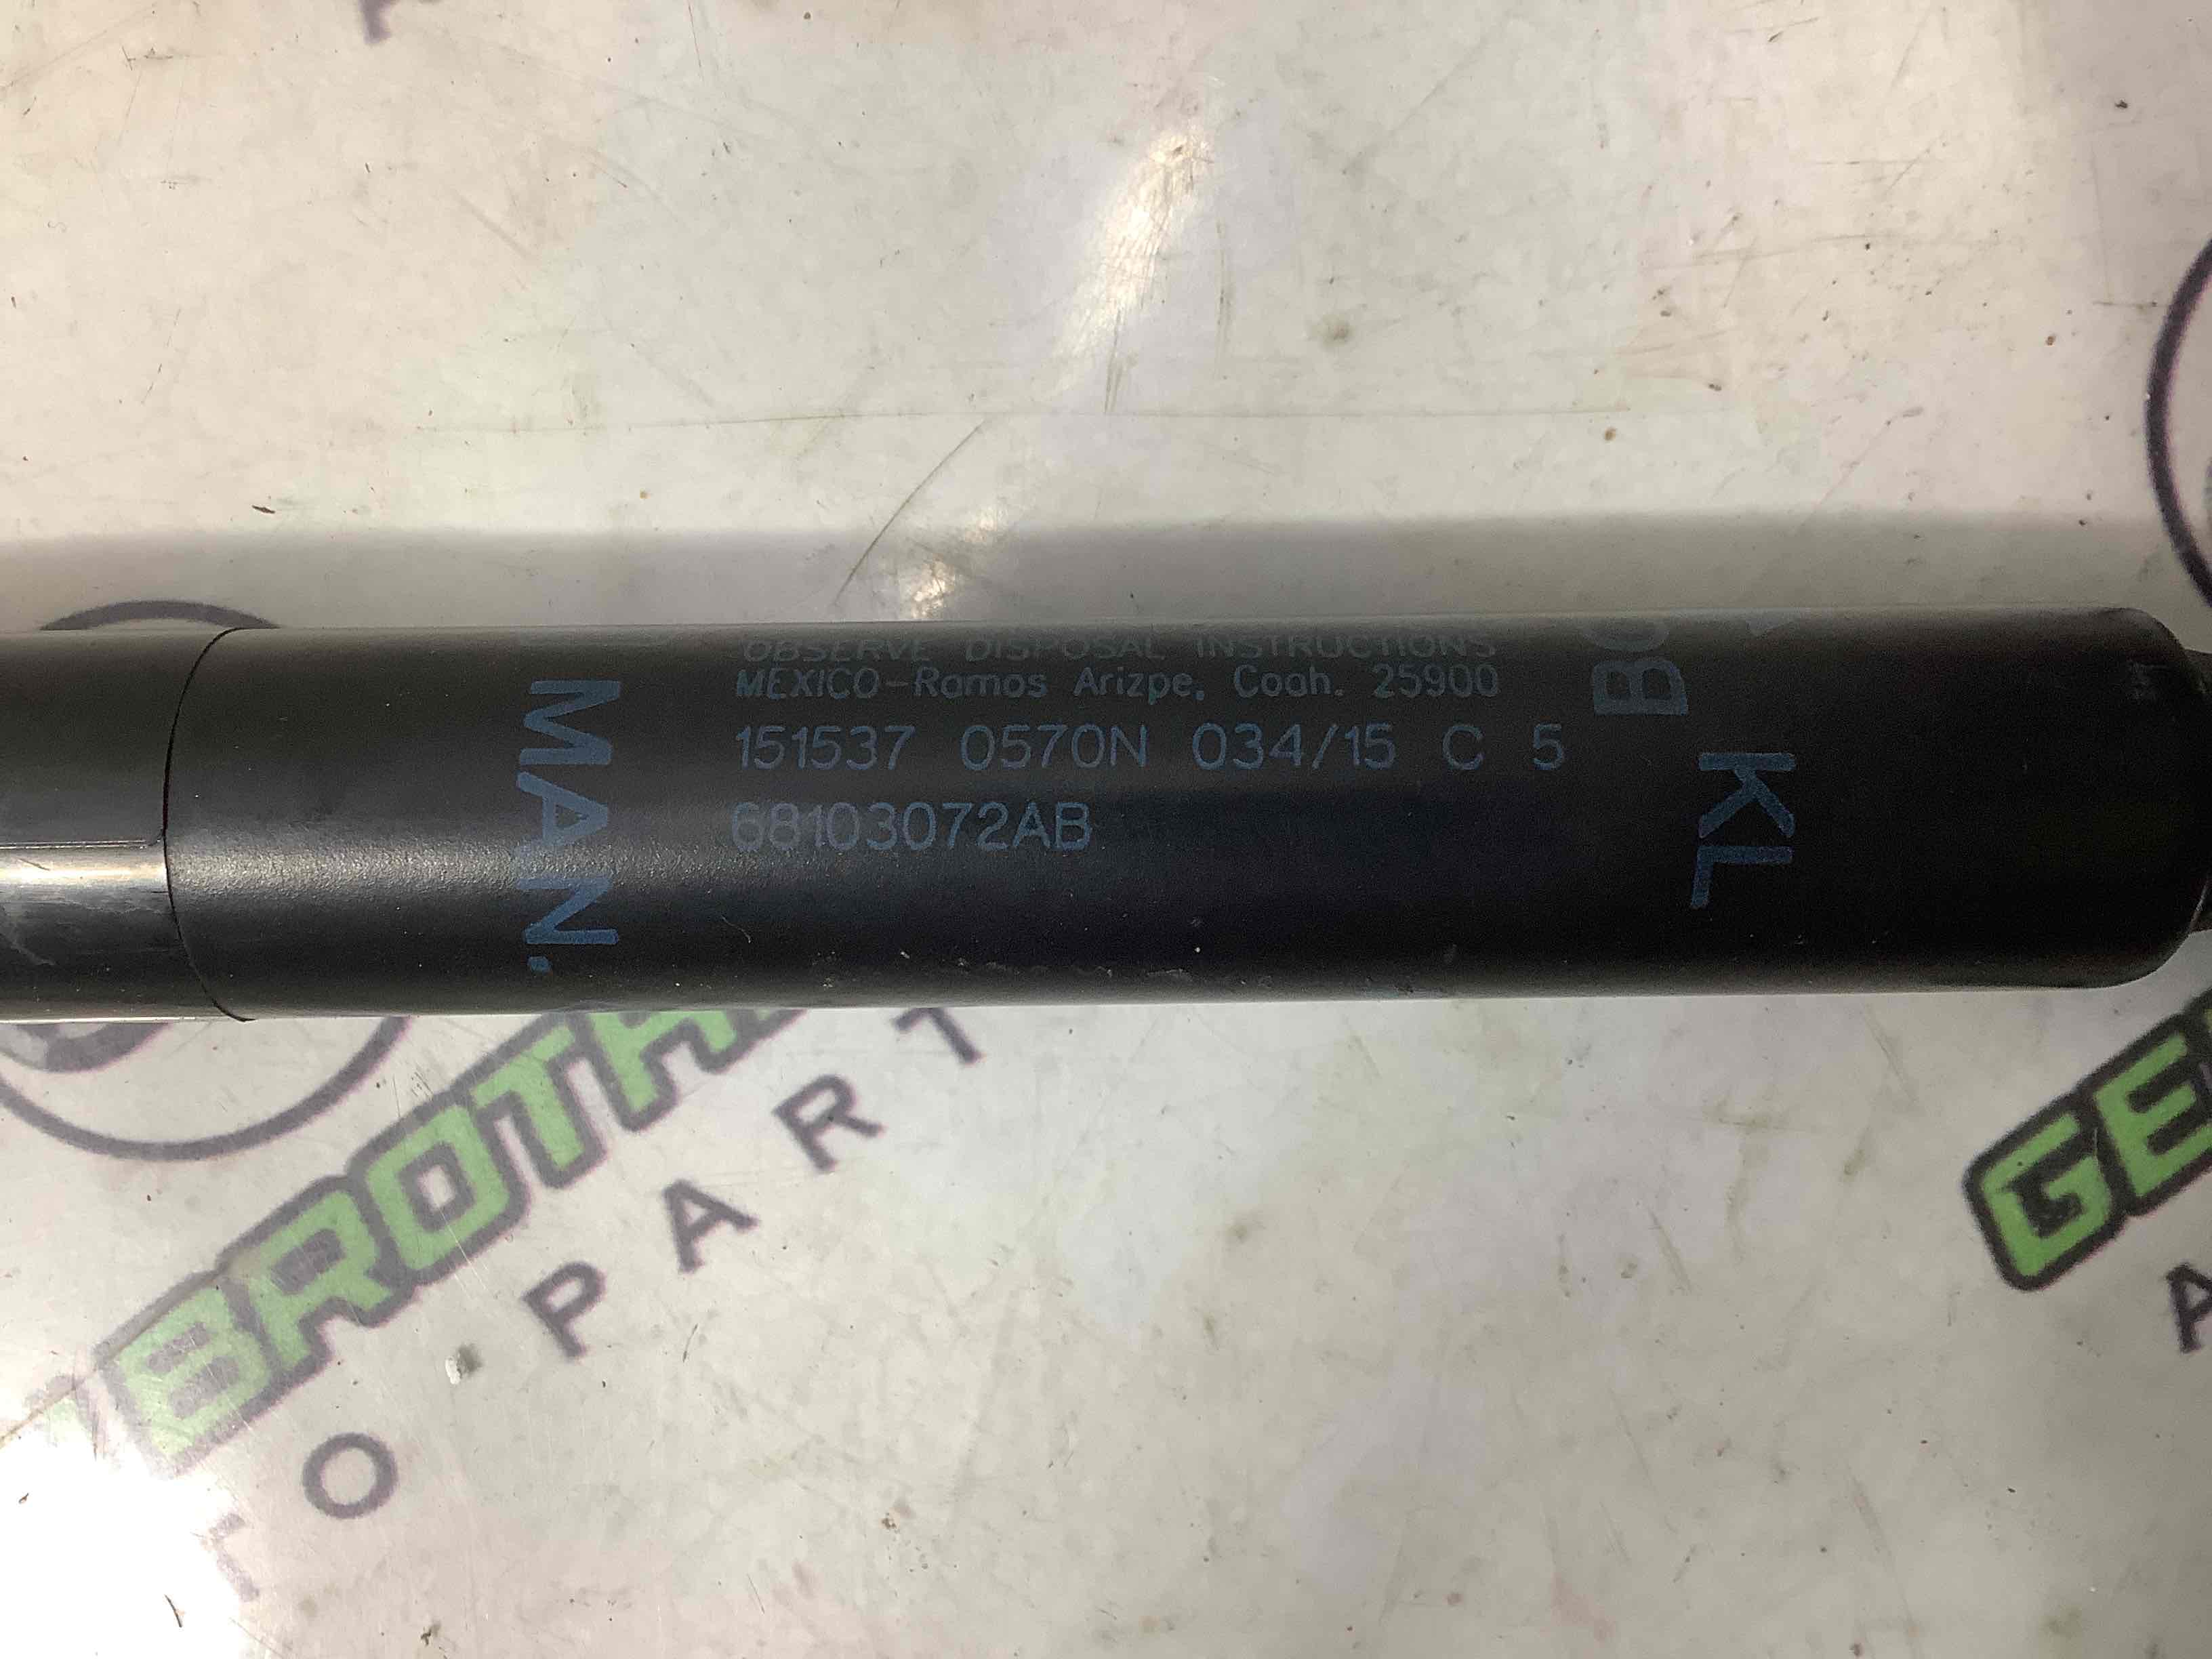 OBSERVE DISPOSAL INSTRUCTIONS
MEXICO-Ramos Arizpe, Coah. 25900
151537 0570N 034/15 C 5
68103072AB
MAN.
KL
BROTH
O PART
GE
A